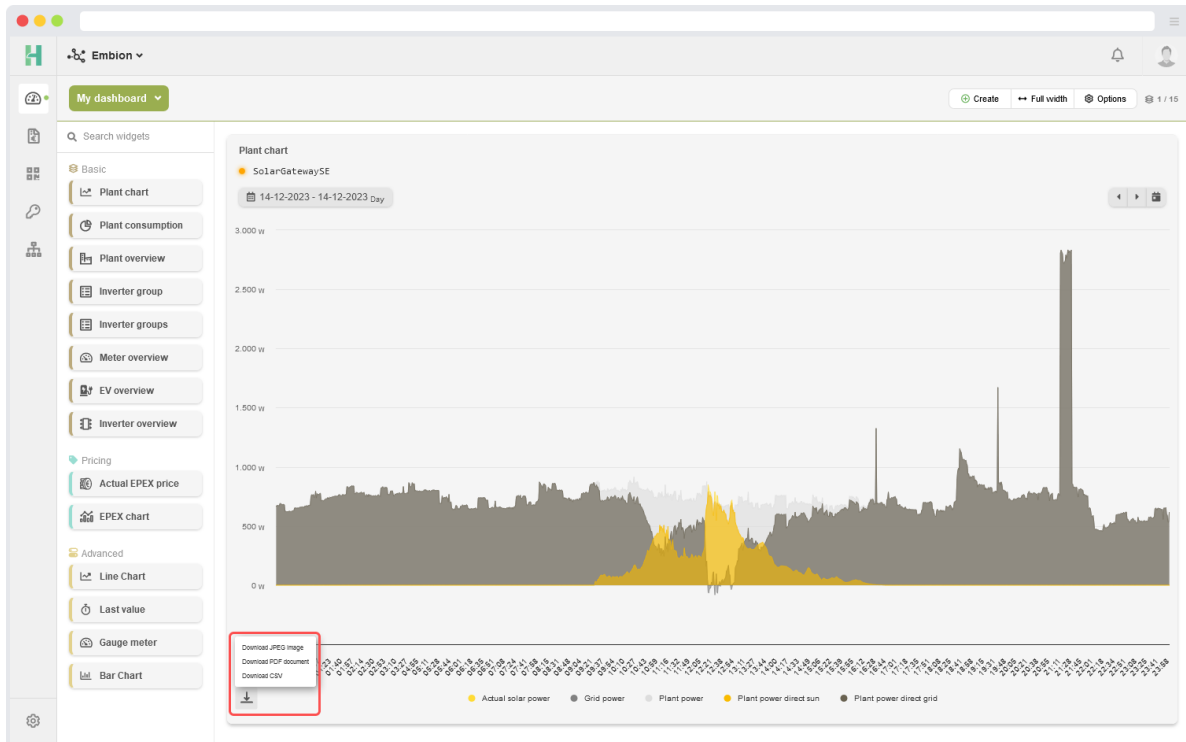 Embion
My dashboard
Create
Full width
Options
1 / 15
Search widgets
Basic
Plant chart
Plant consumption
Plant overview
Inverter group
Inverter groups
Meter overview
EV overview
Inverter overview
Pricing
Actual EPEX price
EPEX chart
Advanced
Line Chart
Last value
Gauge meter
Bar Chart
Plant chart
SolarGatewaySE
14-12-2023 - 14-12-2023 Day
3.000 W
2.500 W
2.000 W
1.500 W
1.000 W
500 W
0 W
Download JPEG image
Download PDF document
Download CSV
Actual solar power
Grid power
Plant power
Plant power direct sun
Plant power direct grid